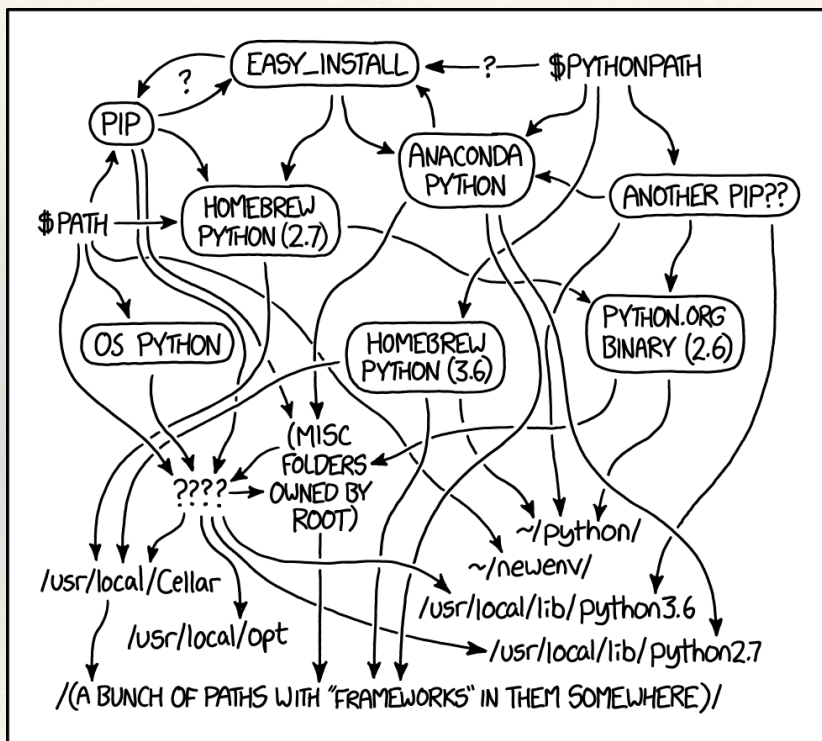 EASY_INSTALL
?
$PYTHONPATH
?
PIP
ANACONDA
PYTHON
ANOTHER PIP??
HOMEBREW
PYTHON (2.7)
$PATH
OS PYTHON
HOMEBREW
PYTHON (3.6)
PYTHON.ORG
BINARY (2.6)
(MISC
FOLDERS
OWNED BY
ROOT)
????
~/python/
~/newenv/
/usr/local/Cellar
/usr/local/lib/python3.6
/usr/local/opt
/usr/local/lib/python2.7
/(A BUNCH OF PATHS WITH "FRAMEWORKS" IN THEM SOMEWHERE)/